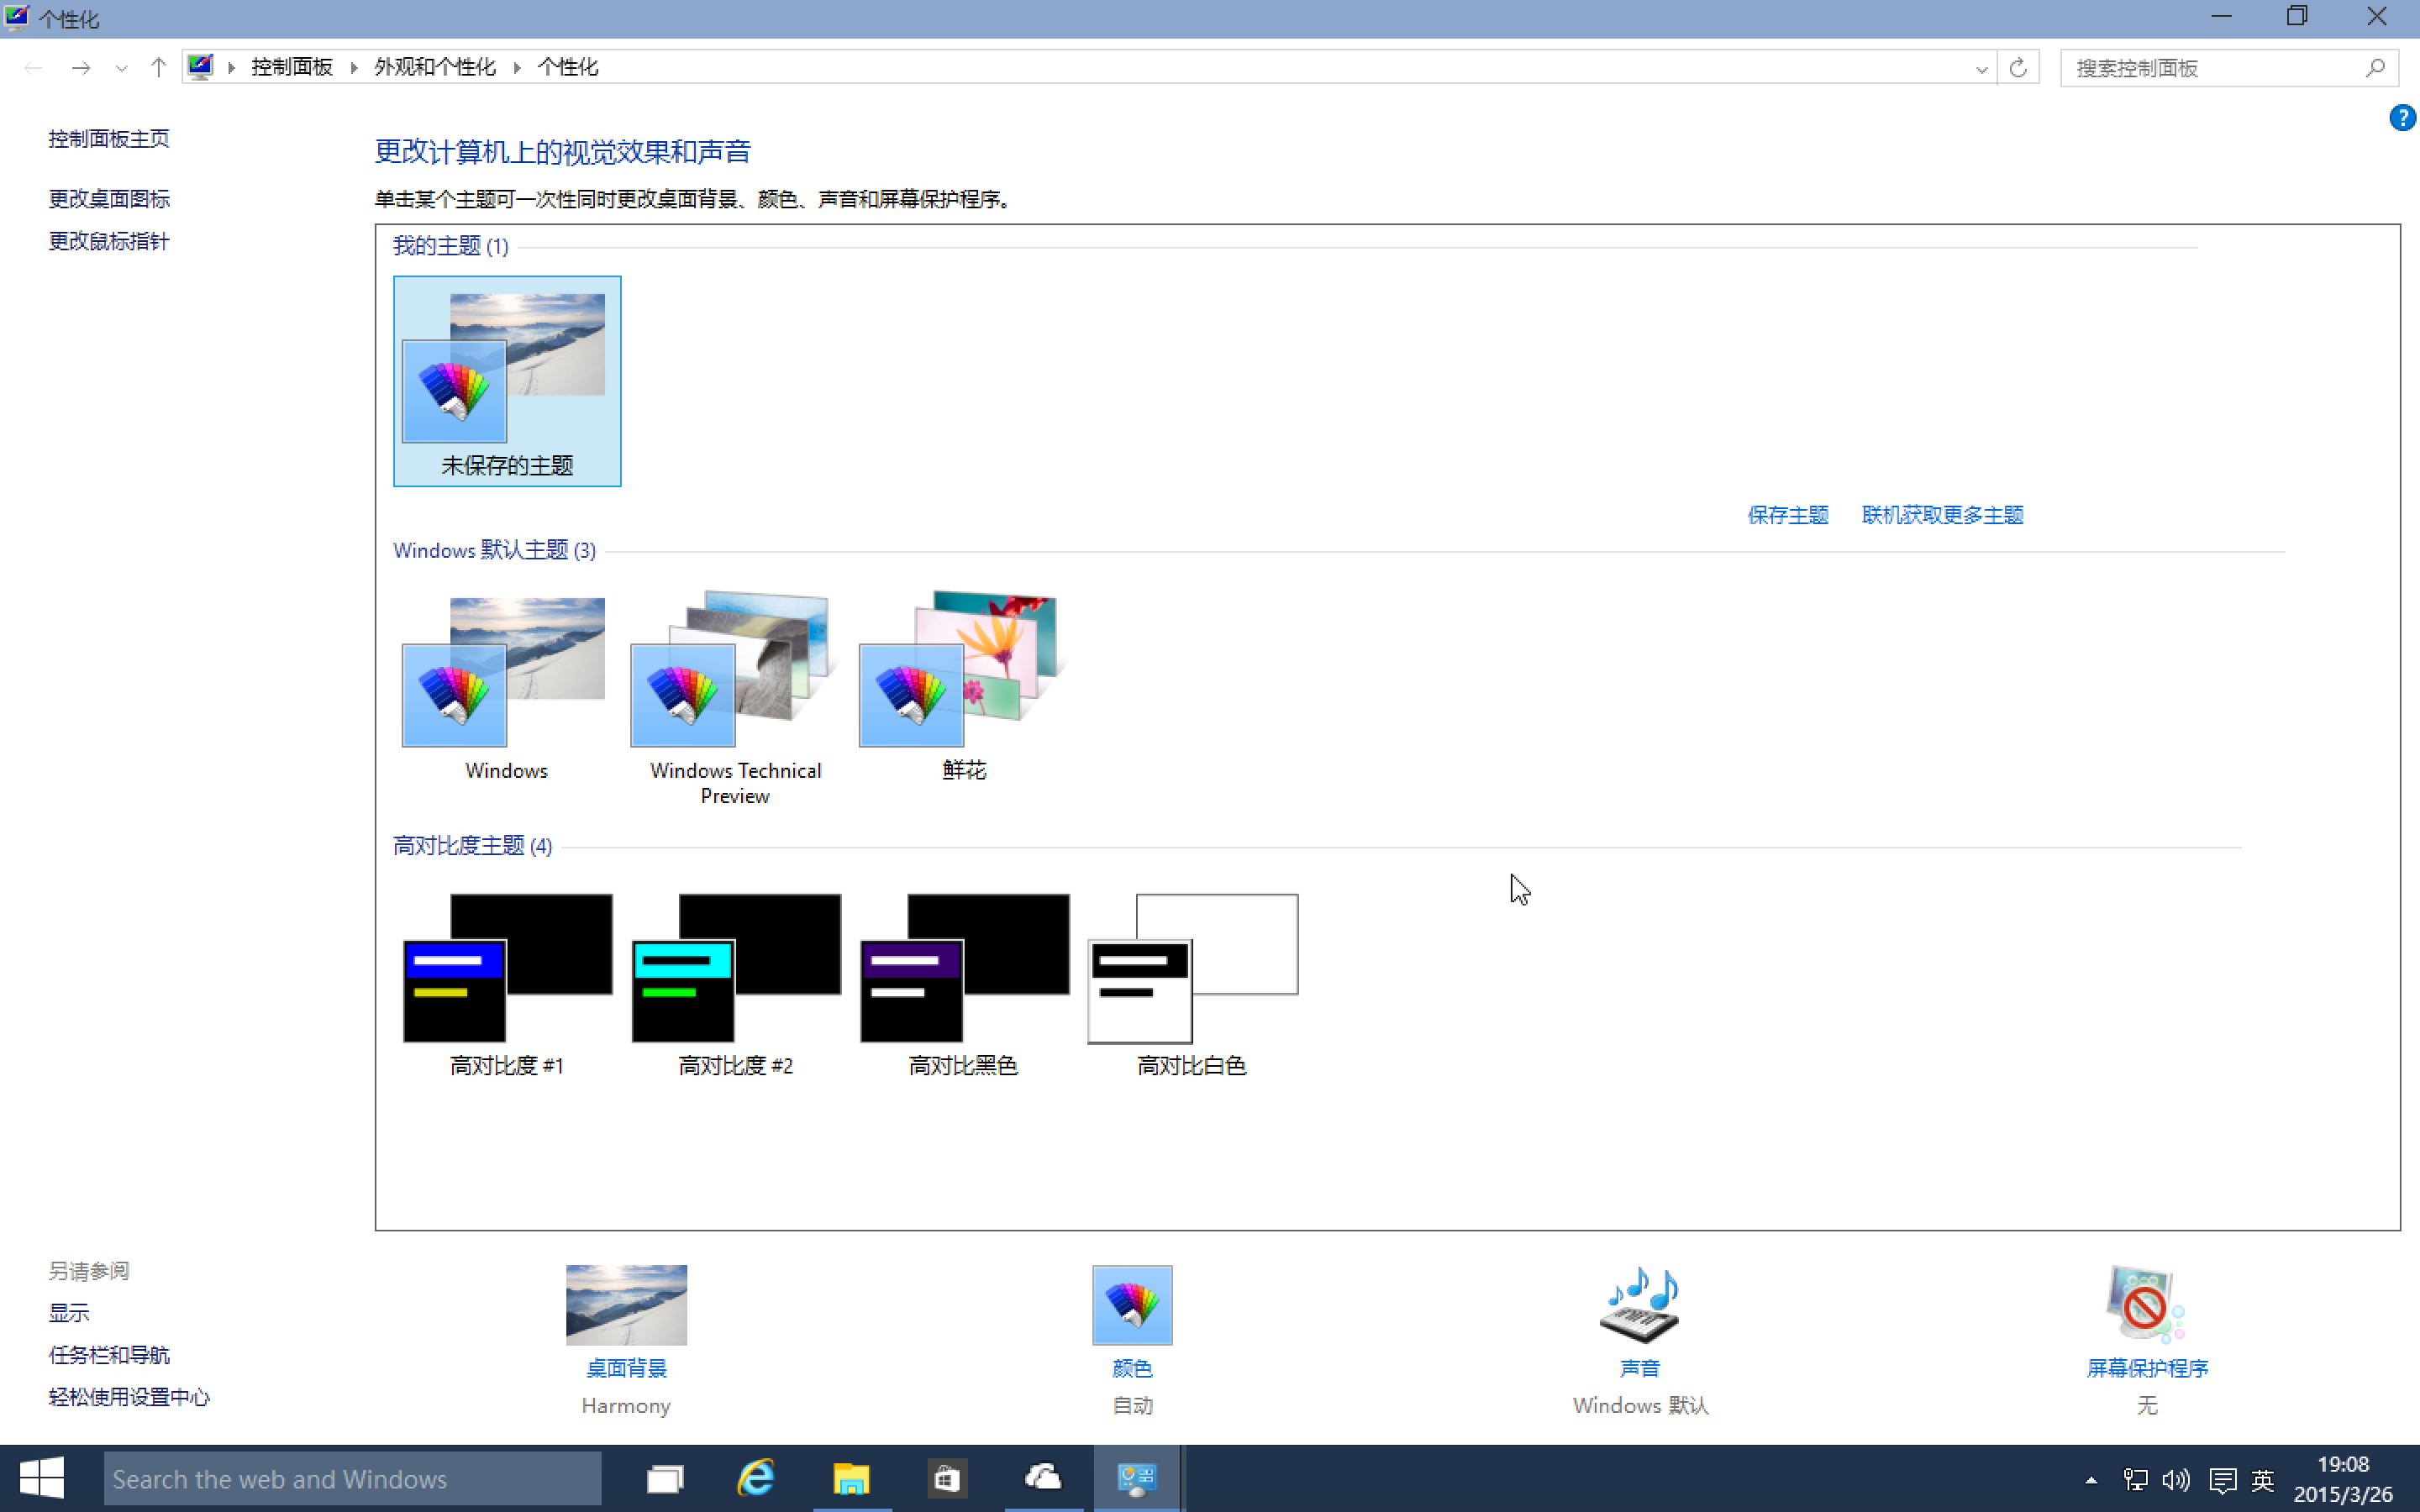 个性化
控制面板 外观和个性化 个性化
搜索控制面板
控制面板主页
更改桌面图标
更改鼠标指针
更改计算机上的视觉效果和声音
单击某个主题可一次性同时更改桌面背景、颜色、声音和屏幕保护程序。
我的主题 (1)
未保存的主题
保存主题 联机获取更多主题
Windows 默认主题 (3)
Windows
Windows Technical
Preview
鲜花
高对比度主题 (4)
高对比度 #1
高对比度 #2
高对比黑色
高对比白色
另请参阅
显示
任务栏和导航
轻松使用设置中心
桌面背景
Harmony
颜色
自动
声音
Windows 默认
屏幕保护程序
无
Search the web and Windows
英
19:08
2015/3/26